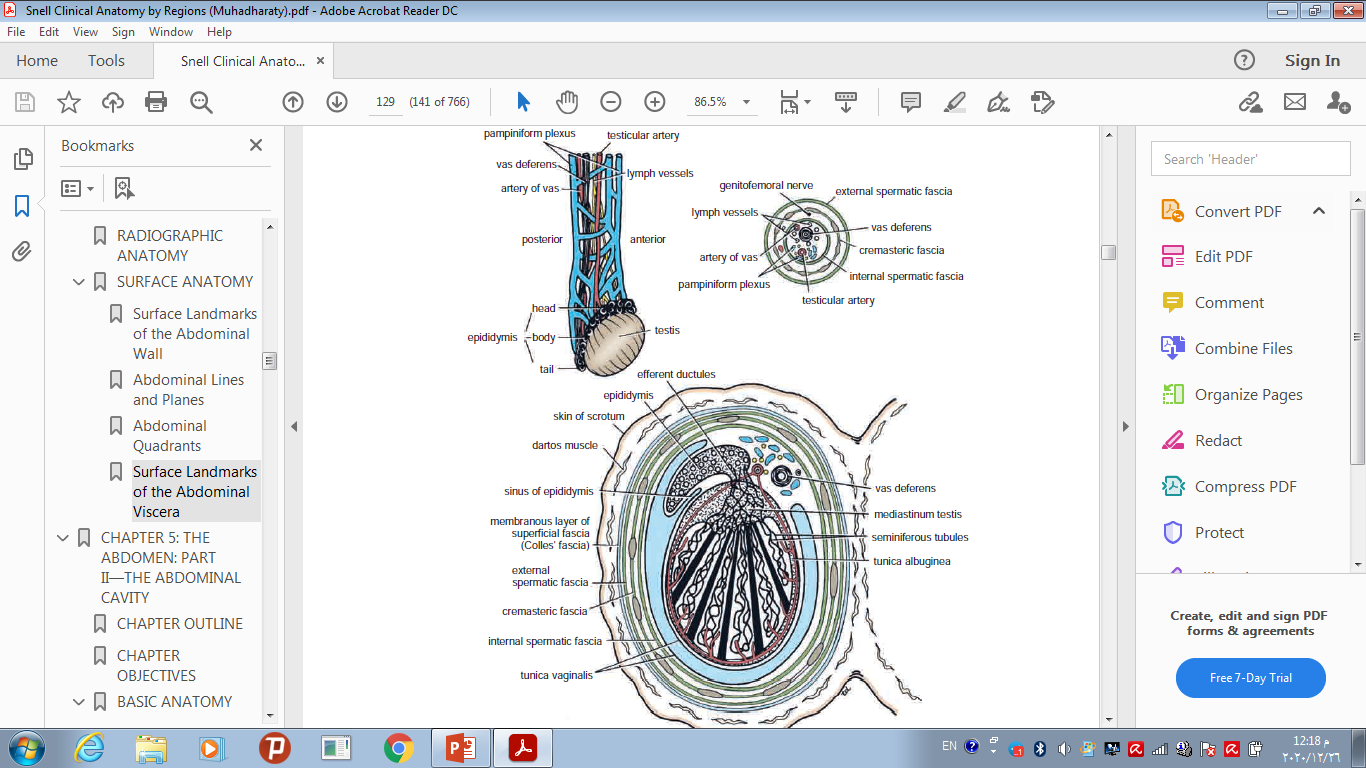 Snell Clinical Anatomy by Regions (Muhadharaty).pdf - Adobe Acrobat Reader DC
File Edit View Sign Window Help
Home Tools Snell Clinical Anato... × Sign In
129 (141 of 766) 86.5%
Bookmarks
RADIOGRAPHIC
ANATOMY
SURFACE ANATOMY
Surface Landmarks
of the Abdominal
Wall
Abdominal Lines
and Planes
Abdominal
Quadrants
Surface Landmarks
of the Abdominal
Viscera
CHAPTER 5: THE
ABDOMEN: PART
II—THE ABDOMINAL
CAVITY
CHAPTER OUTLINE
CHAPTER
OBJECTIVES
BASIC ANATOMY
pampiniform plexus
testicular artery
vas deferens
lymph vessels
artery of vas
posterior
anterior
head
epididymis
body
testis
tail
genitofemoral nerve
external spermatic fascia
lymph vessels
vas deferens
cremasteric fascia
artery of vas
internal spermatic fascia
pampiniform plexus
testicular artery
efferent ductules
epididymis
skin of scrotum
dartos muscle
sinus of epididymis
vas deferens
membranous layer of
superficial fascia
(Colles' fascia)
mediastinum testis
seminiferous tubules
tunica albuginea
external
spermatic fascia
cremasteric fascia
internal spermatic fascia
tunica vaginalis
Search 'Header'
Convert PDF
Edit PDF
Comment
Combine Files
Organize Pages
Redact
Compress PDF
Protect
Create, edit and sign PDF
forms & agreements
Free 7-Day Trial
EN
12:18 م
٢٠٢٠/١٢/٢٦